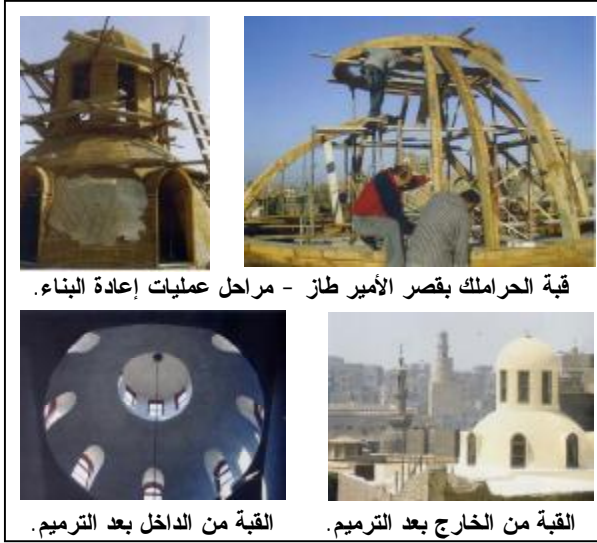 قبة الحراملك بقصر الأمير طاز - مراحل عمليات إعادة البناء.
القبة من الخارج بعد الترميم.
القبة من الداخل بعد الترميم.